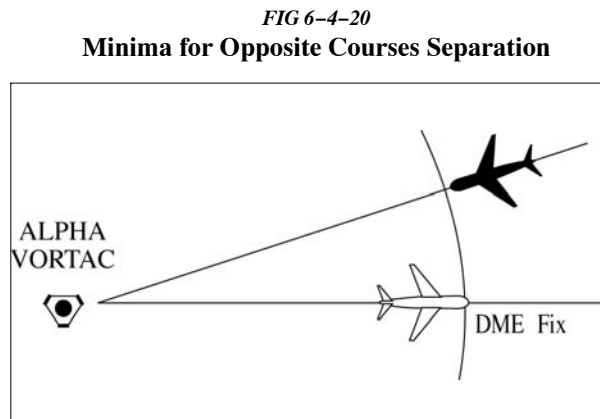 FIG 6−4−20
Minima for Opposite Courses Separation
ALPHA
VORTAC
DME Fix